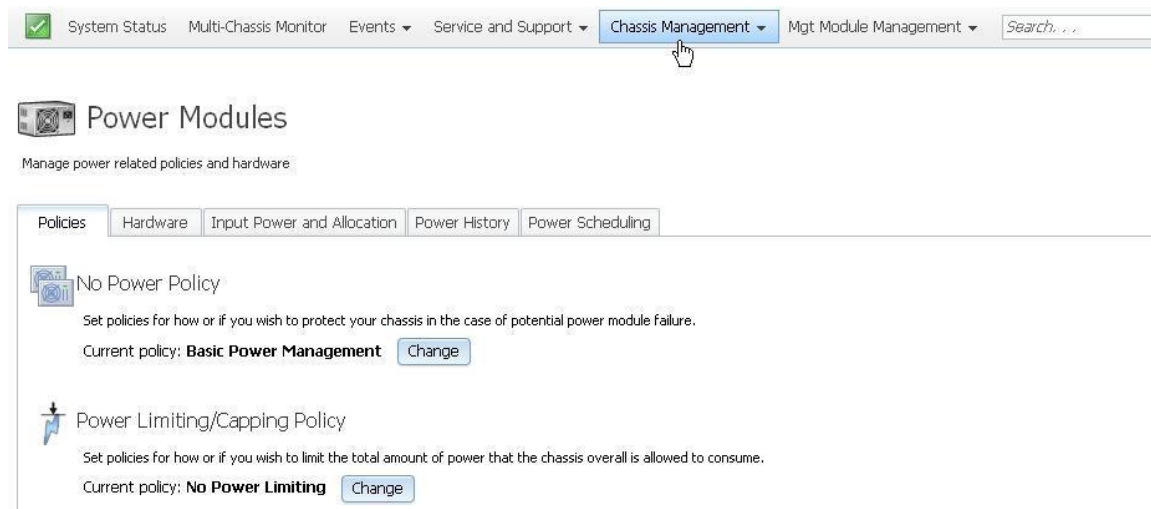 System Status Multi-Chassis Monitor Events Service and Support Chassis Management Mgt Module Management Search. . .
Power Modules
Manage power related policies and hardware
Policies Hardware Input Power and Allocation Power History Power Scheduling
No Power Policy
Set policies for how or if you wish to protect your chassis in the case of potential power module failure.
Current policy: Basic Power Management Change
Power Limiting/Capping Policy
Set policies for how or if you wish to limit the total amount of power that the chassis overall is allowed to consume.
Current policy: No Power Limiting Change